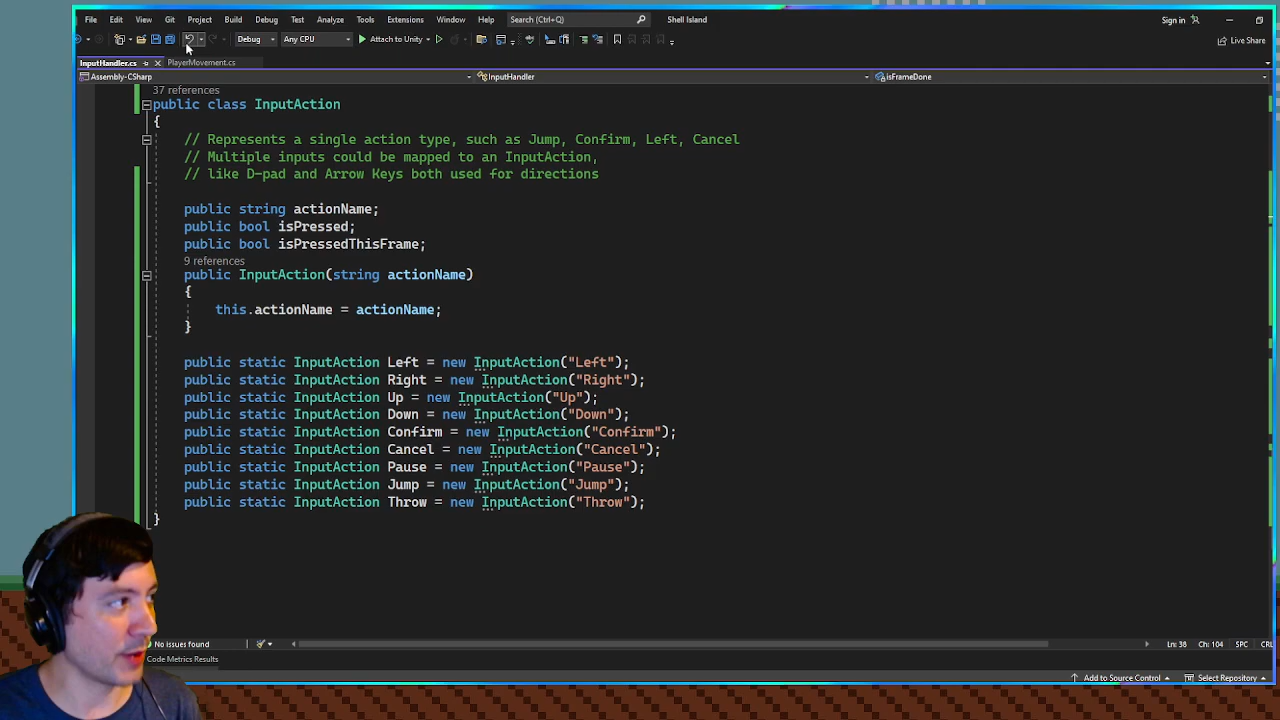 File Edit View Git Project Build Debug Test Analyze Tools Extensions Window Help Search (Ctrl+Q) Shell Island Sign in
Debug Any CPU Attach to Unity Live Share
InputHandler.cs PlayerMovement.cs
Assembly-CSharp InputHandler isFrameDone
37 references
public class InputAction
{
// Represents a single action type, such as Jump, Confirm, Left, Cancel
// Multiple inputs could be mapped to an InputAction,
// like D-pad and Arrow Keys both used for directions
public string actionName;
public bool isPressed;
public bool isPressedThisFrame;
9 references
public InputAction(string actionName)
{
this.actionName = actionName;
}
public static InputAction Left = new InputAction("Left");
public static InputAction Right = new InputAction("Right");
public static InputAction Up = new InputAction("Up");
public static InputAction Down = new InputAction("Down");
public static InputAction Confirm = new InputAction("Confirm");
public static InputAction Cancel = new InputAction("Cancel");
public static InputAction Pause = new InputAction("Pause");
public static InputAction Jump = new InputAction("Jump");
public static InputAction Throw = new InputAction("Throw");
}
No issues found Ln: 38 Ch: 104 SPC CRL
Code Metrics Results
Add to Source Control Select Repository